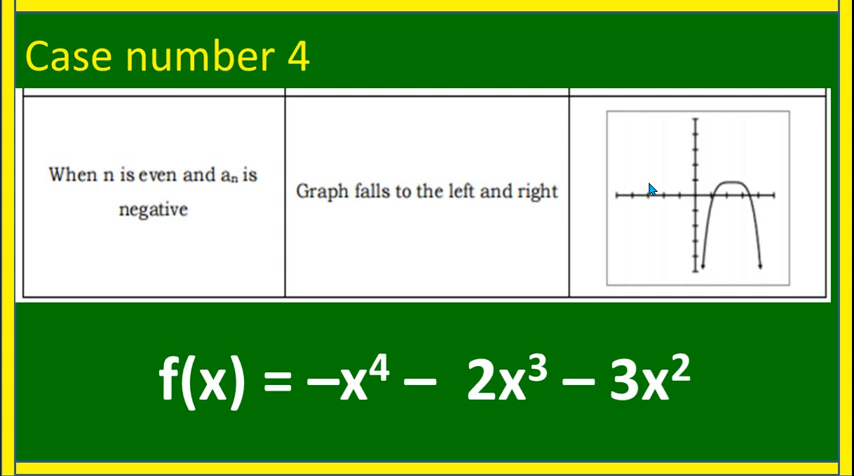 Case number 4
When n is even and aₙ is
negative
Graph falls to the left and right
f(x) = –x⁴ – 2x³ – 3x²